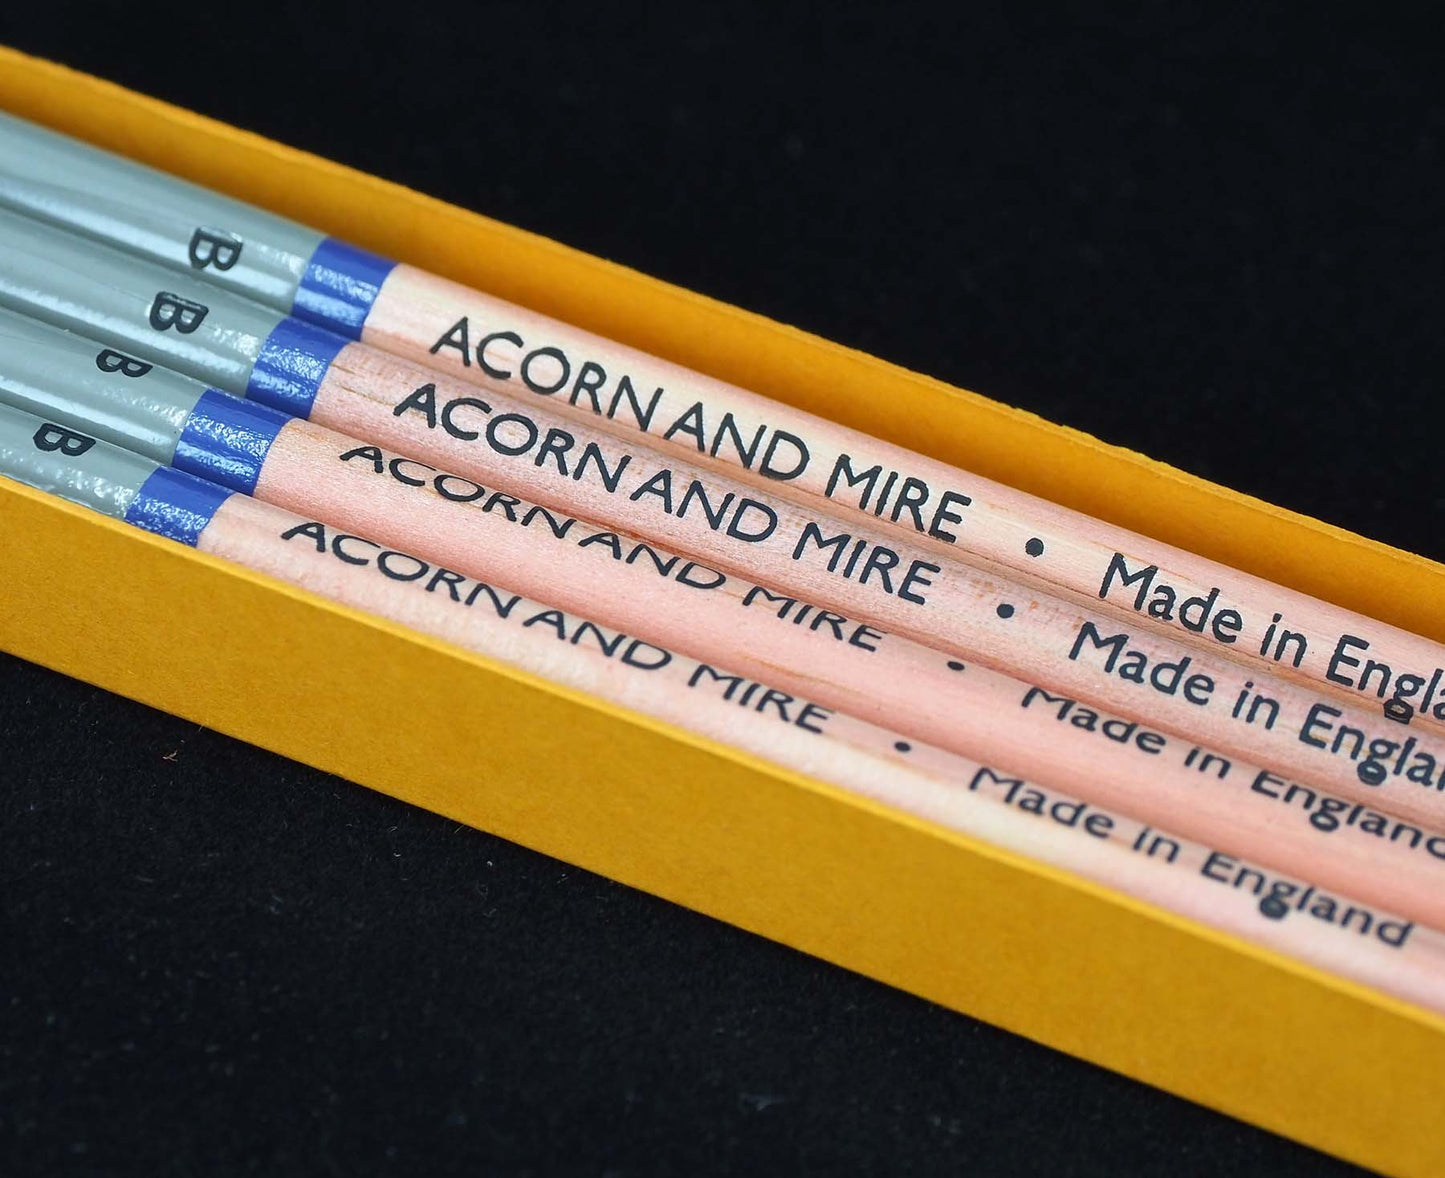 B ACORN AND MIRE • Made in Engla
B ACORN AND MIRE • Made in Englan
B ACORN AND MIRE • Made in England
B ACORN AND MIRE • Made in England